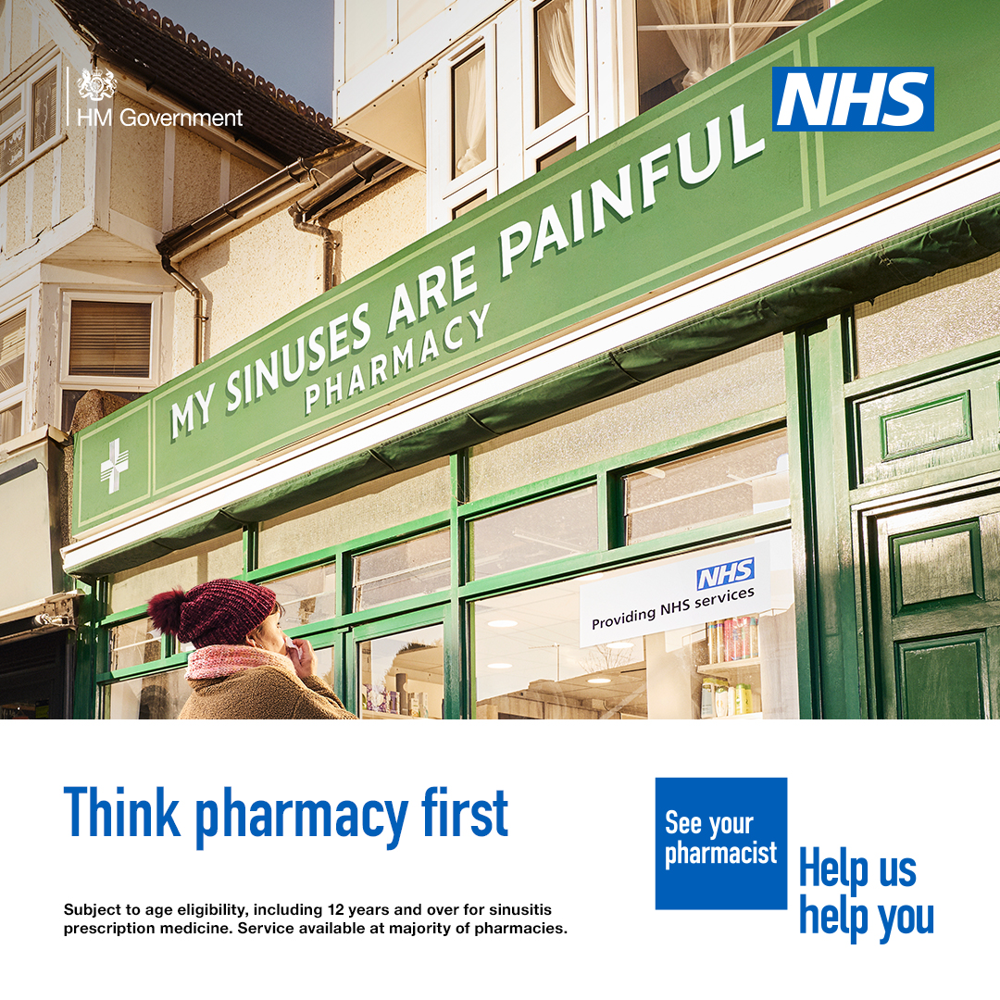 HM Government
NHS
MY SINUSES ARE PAINFUL
PHARMACY
NHS
Providing NHS services
Think pharmacy first
See your
pharmacist
Help us
help you
Subject to age eligibility, including 12 years and over for sinusitis
prescription medicine. Service available at majority of pharmacies.